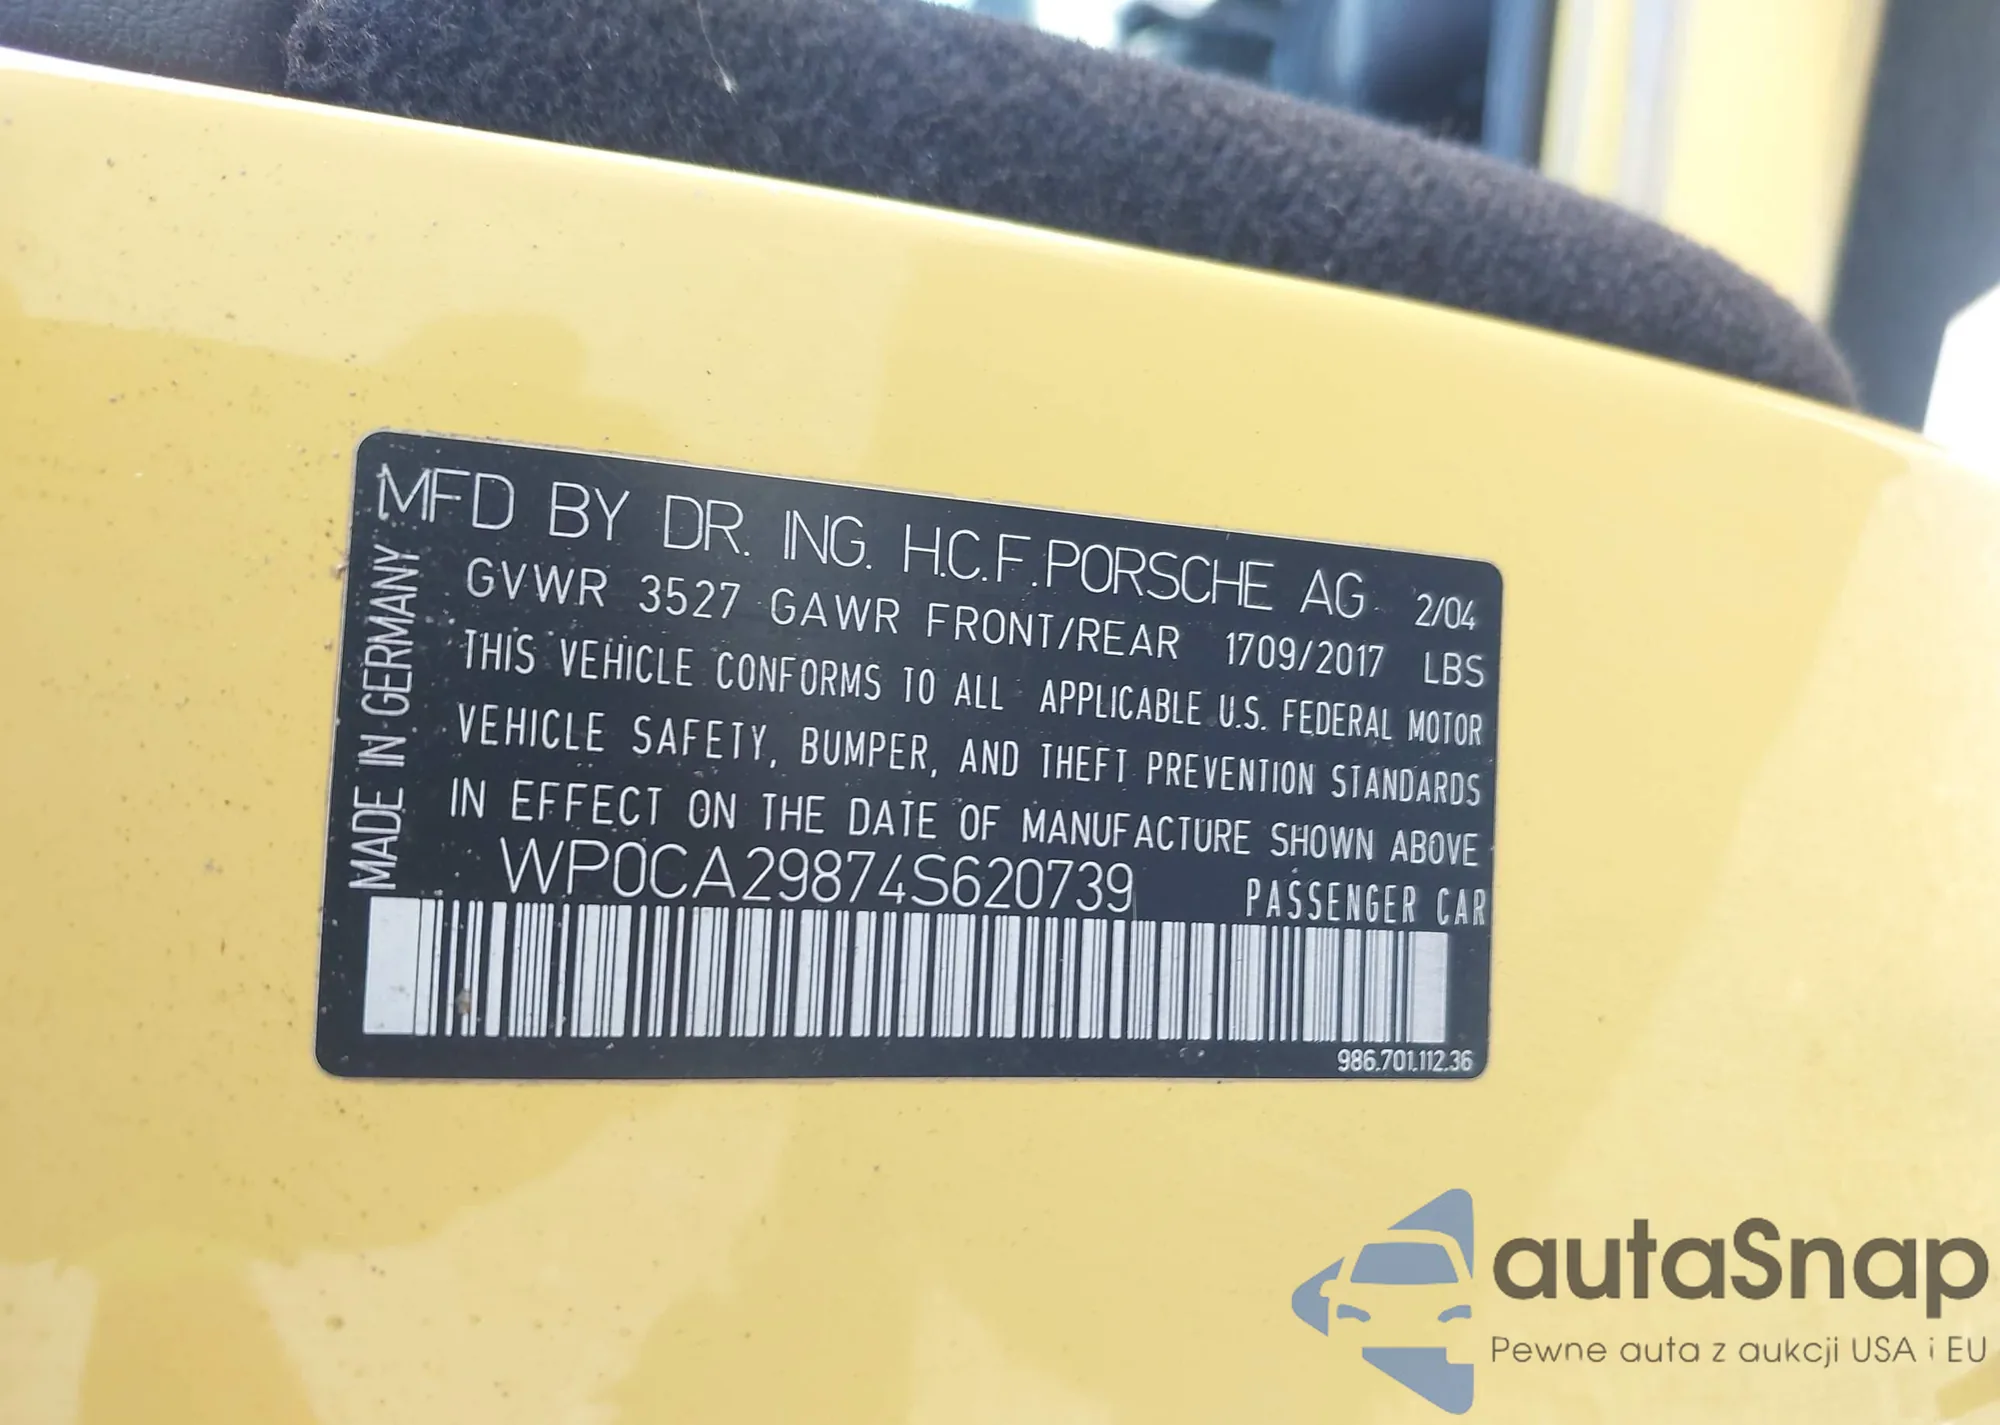 MFD BY DR. ING. H.C.F. PORSCHE AG 2/04
GVWR 3527 GAWR FRONT/REAR 1709/2017 LBS
THIS VEHICLE CONFORMS TO ALL APPLICABLE U.S. FEDERAL MOTOR
VEHICLE SAFETY, BUMPER, AND THEFT PREVENTION STANDARDS
IN EFFECT ON THE DATE OF MANUFACTURE SHOWN ABOVE
WP0CA29874S620739 PASSENGER CAR
986.701.112.36
MADE IN GERMANY
autaSnap
Pewne auta z aukcji USA i EU